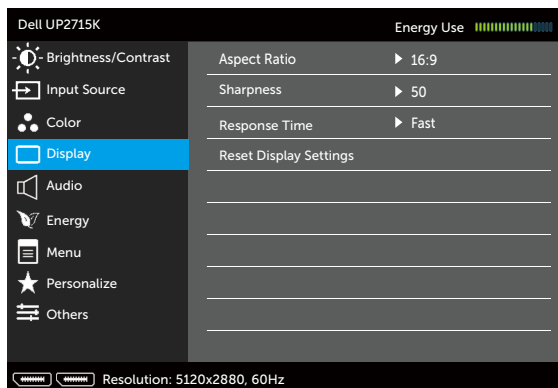 Dell UP2715K Energy Use
Brightness/Contrast
Aspect Ratio 16:9
Input Source
Sharpness 50
Color
Response Time Fast
Display
Reset Display Settings
Audio
Energy
Menu
Personalize
Others
Resolution: 5120x2880, 60Hz